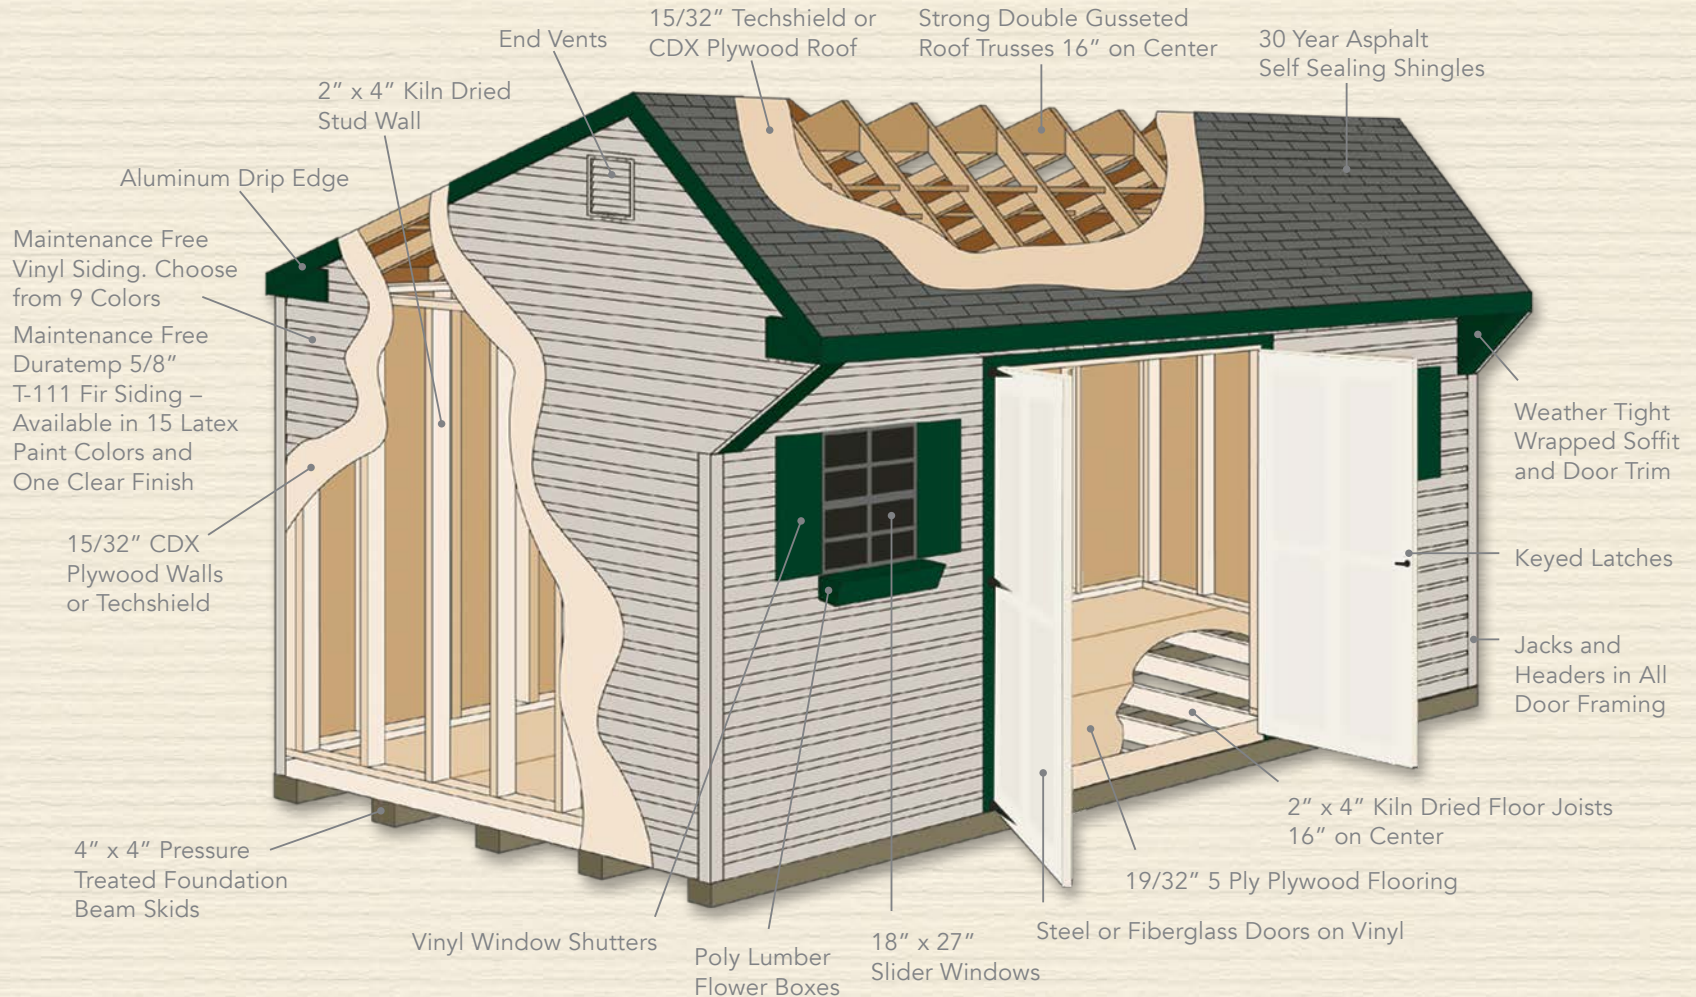 End Vents
15/32” Techshield or
CDX Plywood Roof
Strong Double Gusseted
Roof Trusses 16” on Center
30 Year Asphalt
Self Sealing Shingles
2” x 4” Kiln Dried
Stud Wall
Aluminum Drip Edge
Maintenance Free
Vinyl Siding. Choose
from 9 Colors
Maintenance Free
Duratemp 5/8”
T-111 Fir Siding –
Available in 15 Latex
Paint Colors and
One Clear Finish
15/32” CDX
Plywood Walls
or Techshield
4” x 4” Pressure
Treated Foundation
Beam Skids
Vinyl Window Shutters
Poly Lumber
Flower Boxes
18” x 27”
Slider Windows
Steel or Fiberglass Doors on Vinyl
19/32” 5 Ply Plywood Flooring
2” x 4” Kiln Dried Floor Joists
16” on Center
Weather Tight
Wrapped Soffit
and Door Trim
Keyed Latches
Jacks and
Headers in All
Door Framing